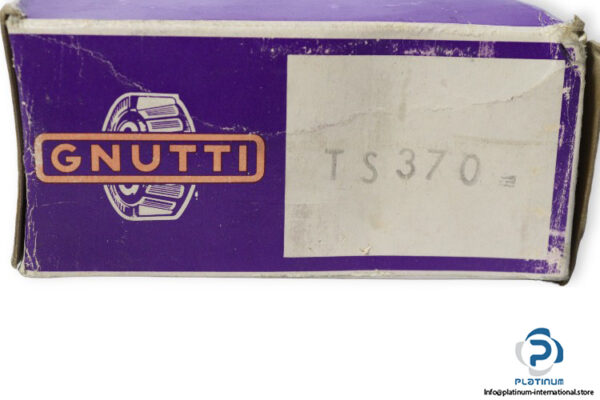 GNUTTI
TS370
PLATINUM
Info@platinum-international.store